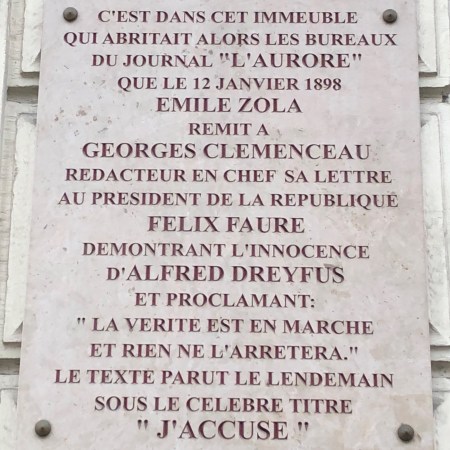 C'EST DANS CET IMMEUBLE
QUI ABRITAIT ALORS LES BUREAUX
DU JOURNAL "L'AURORE"
QUE LE 12 JANVIER 1898
EMILE ZOLA
REMIT A
GEORGES CLEMENCEAU
REDACTEUR EN CHEF SA LETTRE
AU PRESIDENT DE LA REPUBLIQUE
FELIX FAURE
DEMONTRANT L'INNOCENCE
D'ALFRED DREYFUS
ET PROCLAMANT:
" LA VERITE EST EN MARCHE
ET RIEN NE L'ARRETERA."
LE TEXTE PARUT LE LENDEMAIN
SOUS LE CELEBRE TITRE
" J'ACCUSE "